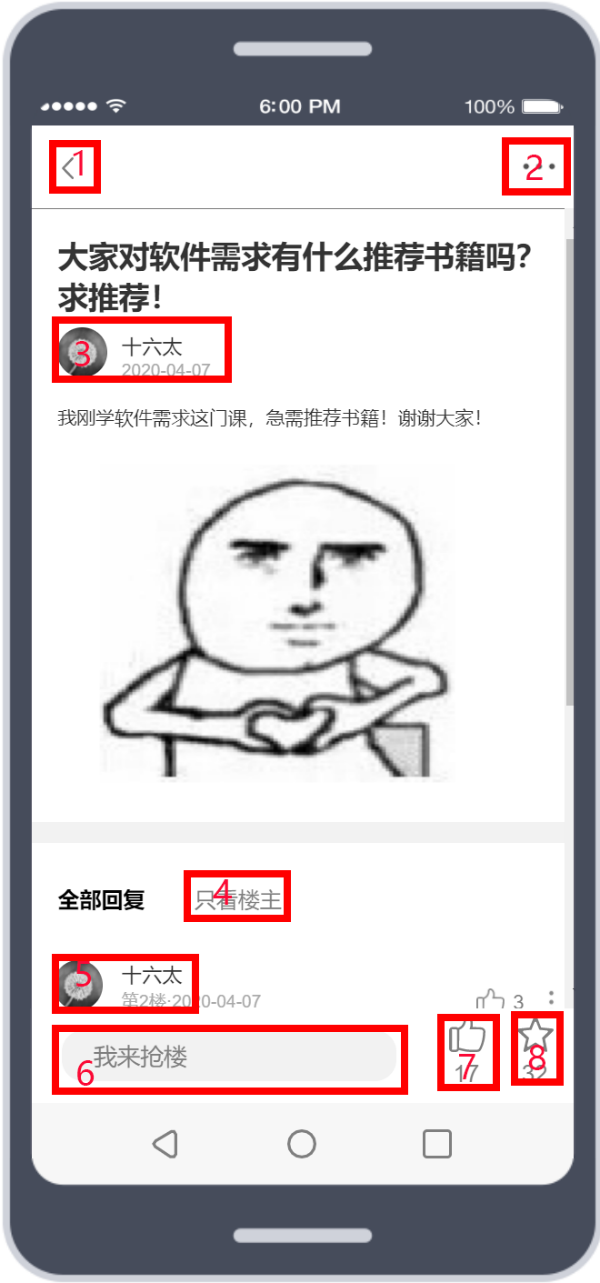 6:00 PM 100%
1
2
大家对软件需求有什么推荐书籍吗?
求推荐!
3
十六太
2020-04-07
我刚学软件需求这门课，急需推荐书籍！谢谢大家！
全部回复 只看楼主
4
5
十六太
第2楼·2020-04-07 3
我来抢楼
6
7
17
8
32